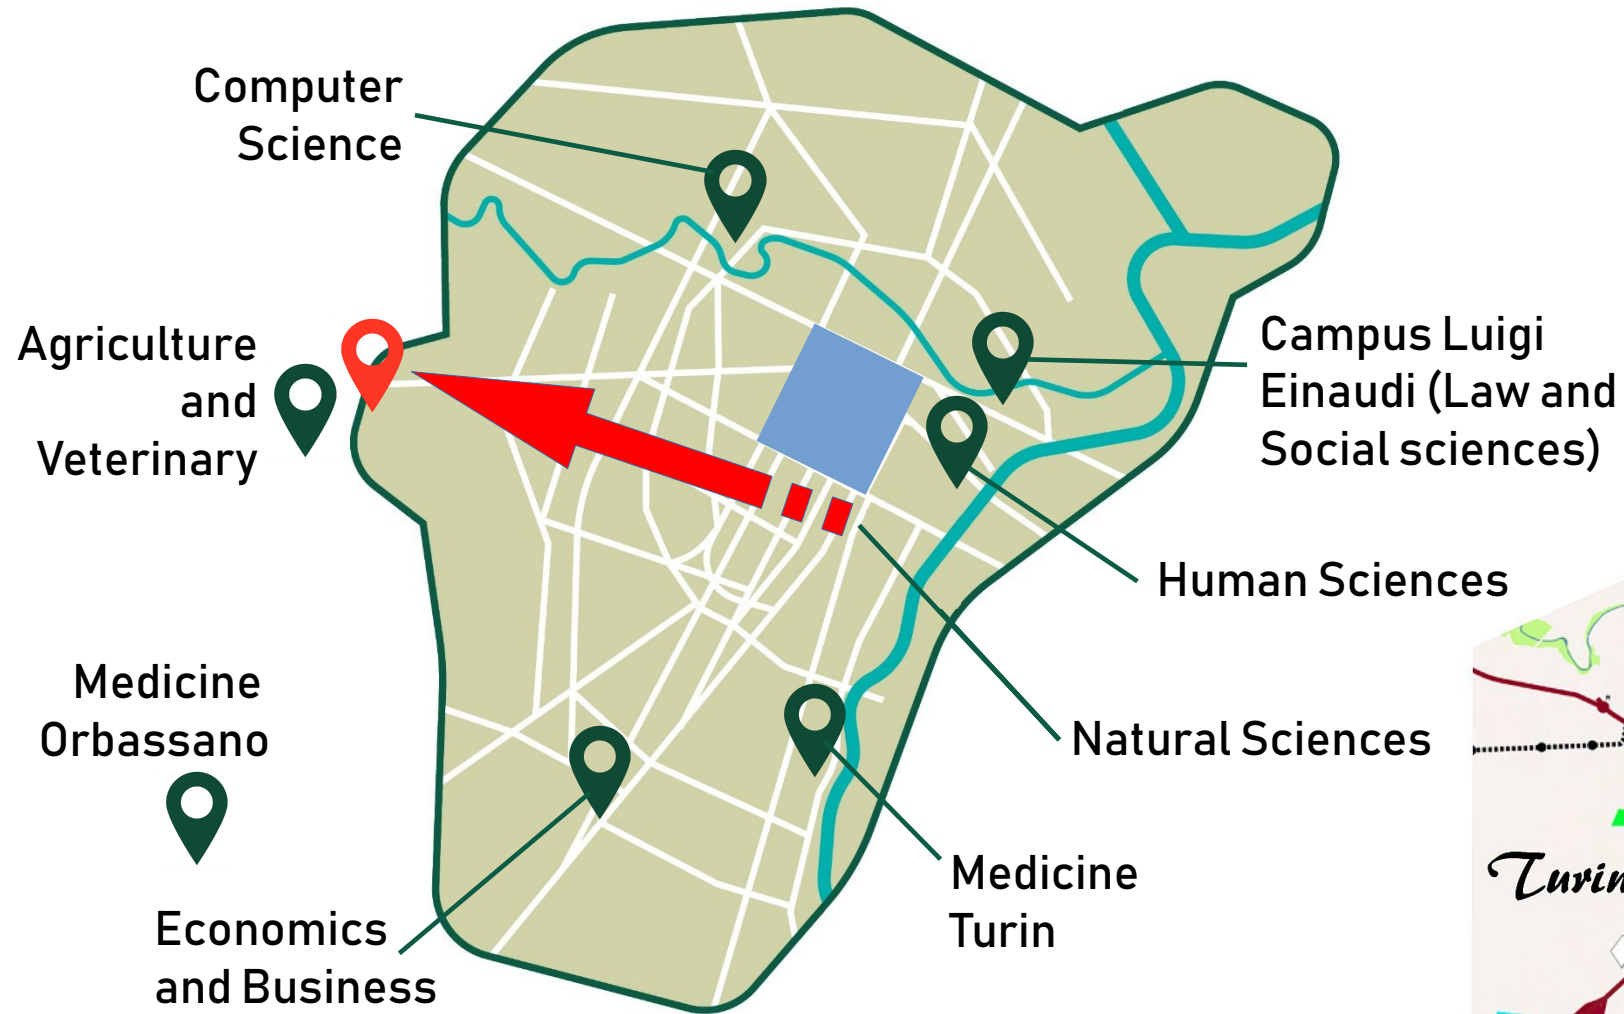 Computer
Science
Agriculture
and
Veterinary
Campus Luigi
Einaudi (Law and
Social sciences)
Human Sciences
Medicine
Orbassano
Natural Sciences
Medicine
Turin
Economics
and Business